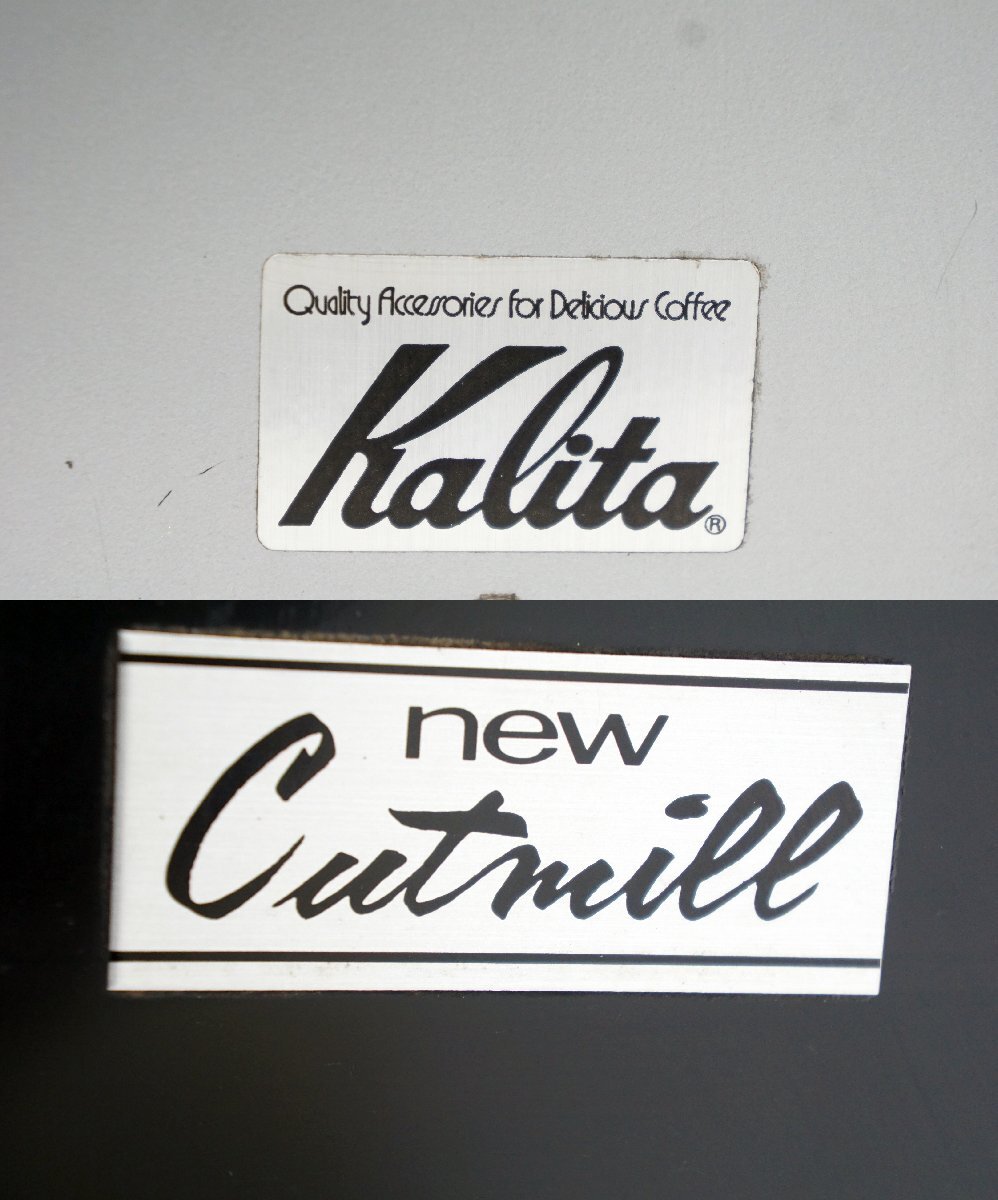 Quality Accessories for Delicious Coffee
Kalita®
new
Cutmill